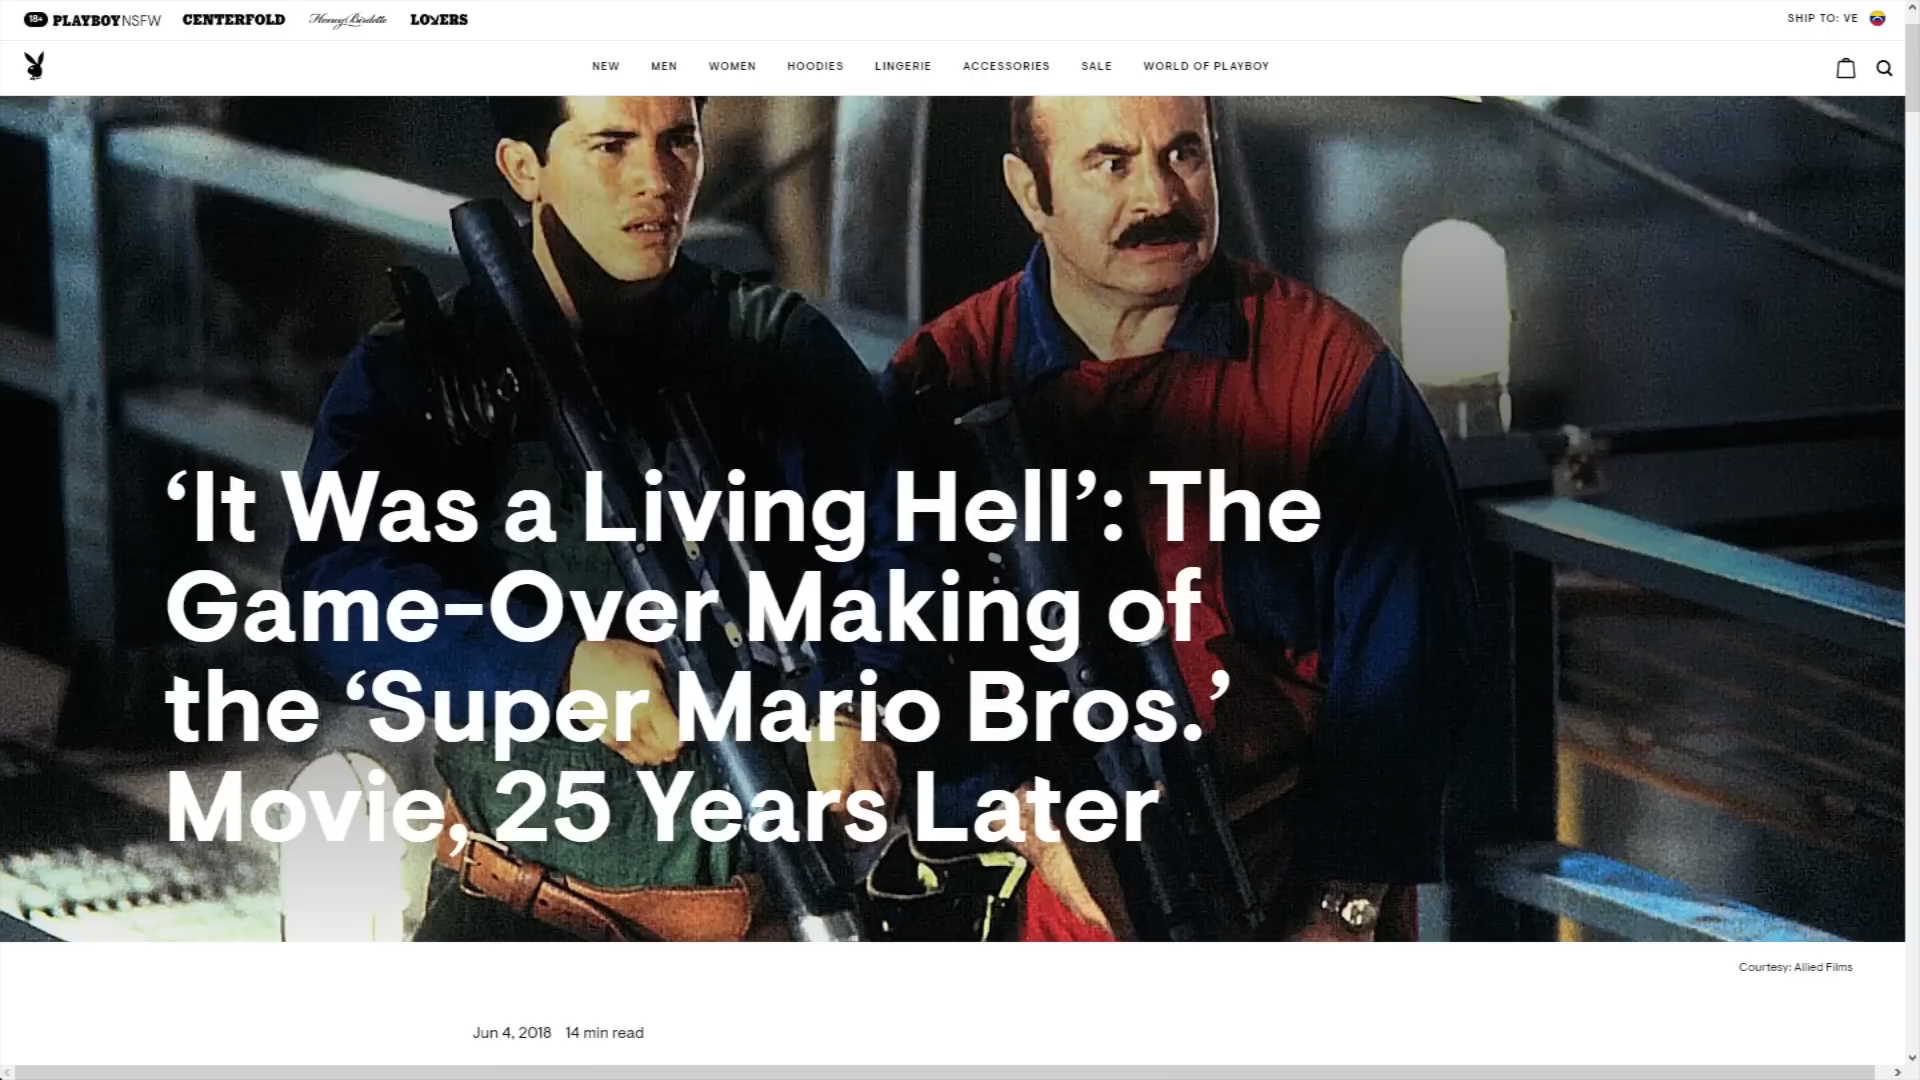 18+ PLAYBOY NSFW CENTERFOLD Honey Birdette LOVERS SHIP TO: VE
NEW MEN WOMEN HOODIES LINGERIE ACCESSORIES SALE WORLD OF PLAYBOY
‘It Was a Living Hell’: The
Game-Over Making of
the ‘Super Mario Bros.’
Movie, 25 Years Later
Courtesy: Allied Films
Jun 4, 2018 14 min read